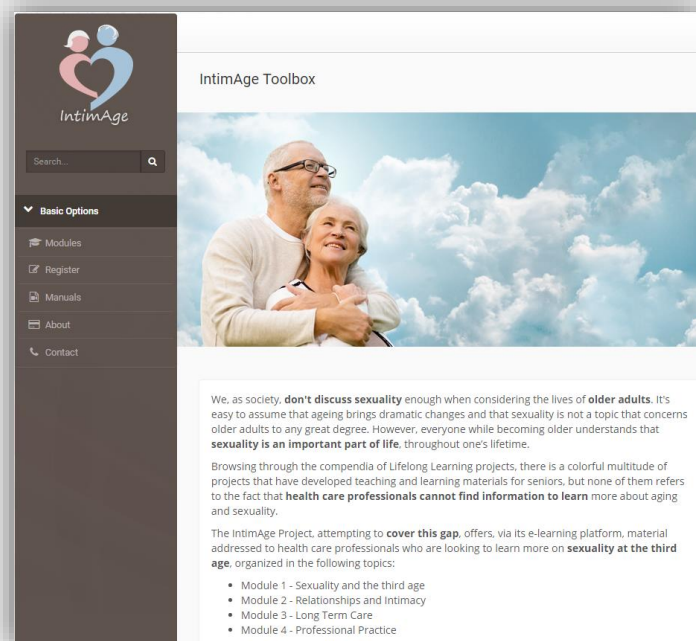 IntimAge
Search...
Basic Options
Modules
Register
Manuals
About
Contact
IntimAge Toolbox
We, as society, don't discuss sexuality enough when considering the lives of older adults. It's
easy to assume that ageing brings dramatic changes and that sexuality is not a topic that concerns
older adults to any great degree. However, everyone while becoming older understands that
sexuality is an important part of life, throughout one's lifetime.
Browsing through the compendia of Lifelong Learning projects, there is a colorful multitude of
projects that have developed teaching and learning materials for seniors, but none of them refers
to the fact that health care professionals cannot find information to learn more about aging
and sexuality.
The IntimAge Project, attempting to cover this gap, offers, via its e-learning platform, material
addressed to health care professionals who are looking to learn more on sexuality at the third
age, organized in the following topics:
• Module 1 - Sexuality and the third age
• Module 2 - Relationships and Intimacy
• Module 3 - Long Term Care
• Module 4 - Professional Practice